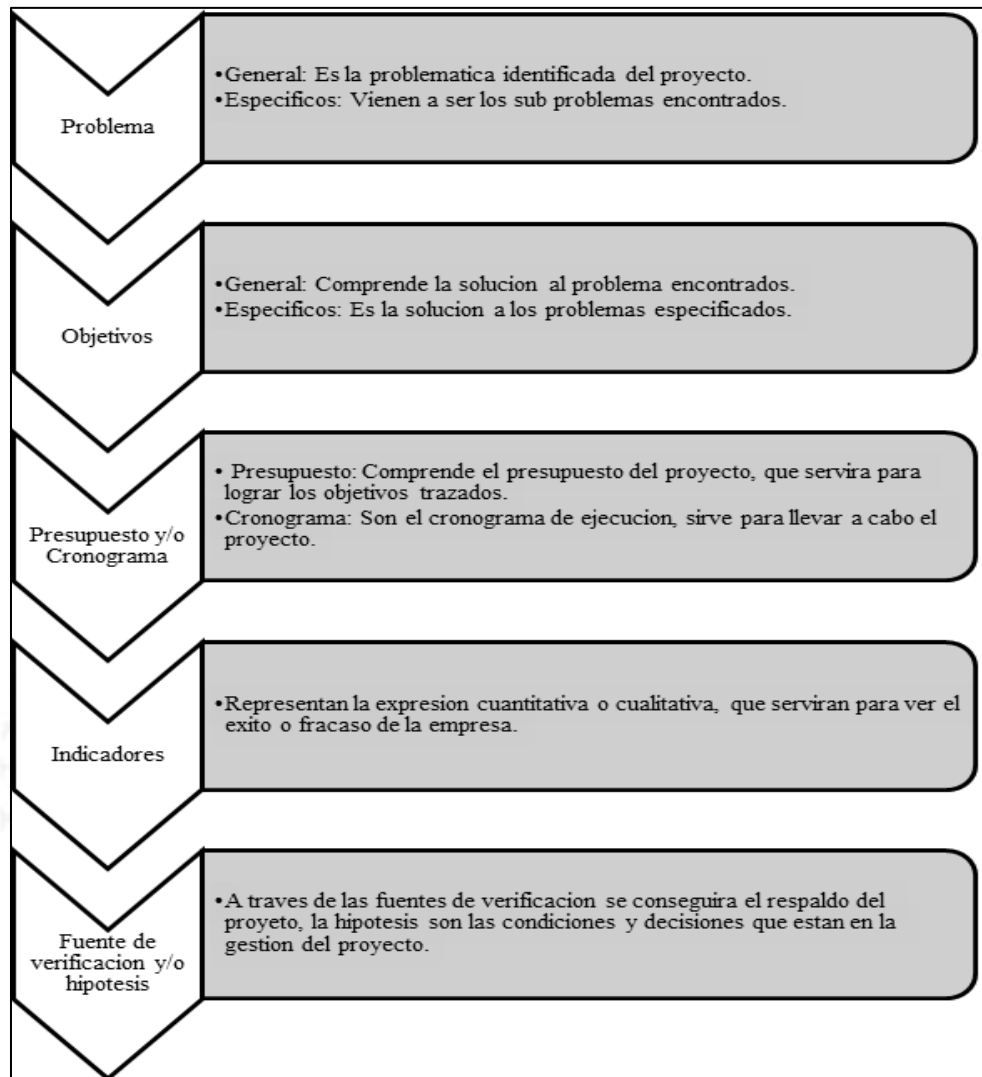 Problema
•General: Es la problematica identificada del proyecto.
•Especificos: Vienen a ser los sub problemas encontrados.
Objetivos
•General: Comprende la solucion al problema encontrados.
•Especificos: Es la solucion a los problemas especificados.
Presupuesto y/o
Cronograma
• Presupuesto: Comprende el presupuesto del proyecto, que servira para
lograr los objetivos trazados.
•Cronograma: Son el cronograma de ejecucion, sirve para llevar a cabo el
proyecto.
Indicadores
•Representan la expresion cuantitativa o cualitativa, que serviran para ver el
exito o fracaso de la empresa.
Fuente de
verificacion y/o
hipotesis
•A traves de las fuentes de verificacion se conseguira el respaldo del
proyeto, la hipotesis son las condiciones y decisiones que estan en la
gestion del proyecto.